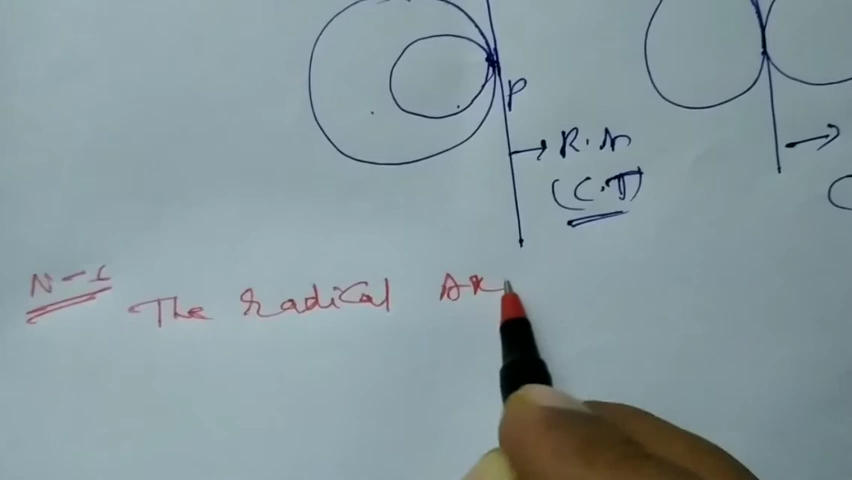 P
R.A
(C.T)
(
N-1
The radical Ax